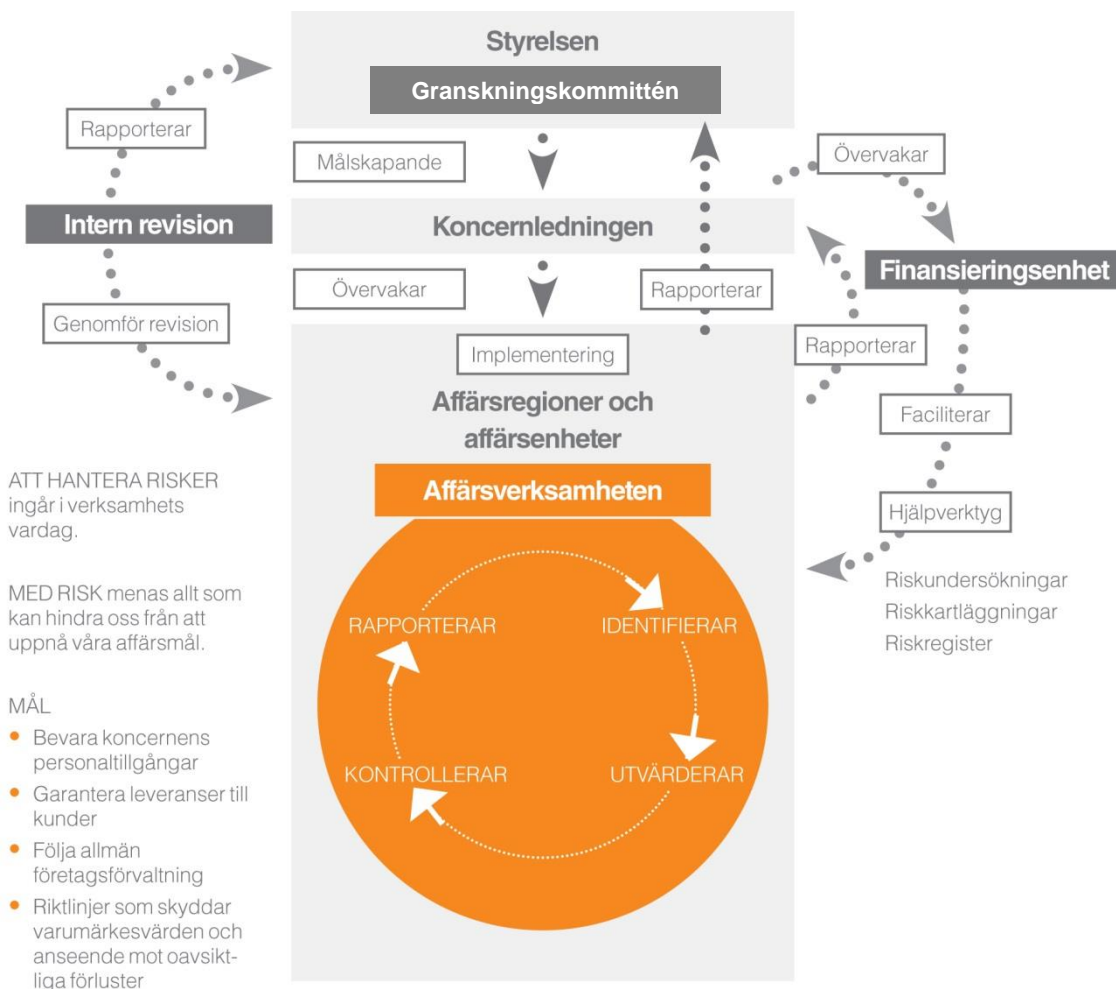 Styrelsen
Granskningskommittén
Rapporterar
Målskapande
Övervakar
Intern revision
Koncernledningen
Finansieringsenhet
Övervakar
Rapporterar
Genomför revision
Implementering
Rapporterar
Affärsregioner och
affärsenheter
Faciliterar
Affärsverksamheten
Hjälpverktyg
ATT HANTERA RISKER
ingår i verksamhets
vardag.
MED RISK menas allt som
kan hindra oss från att
uppnå våra affärsmål.
MÅL
• Bevara koncernens
personaltillgångar
• Garantera leveranser till
kunder
• Följa allmän
företagsförvaltning
• Riktlinjer som skyddar
varumärkesvärden och
anseende mot oavsikt-
liga förluster
RAPPORTERAR
IDENTIFIERAR
KONTROLLERAR
UTVÄRDERAR
Riskundersökningar
Riskkartläggningar
Riskregister